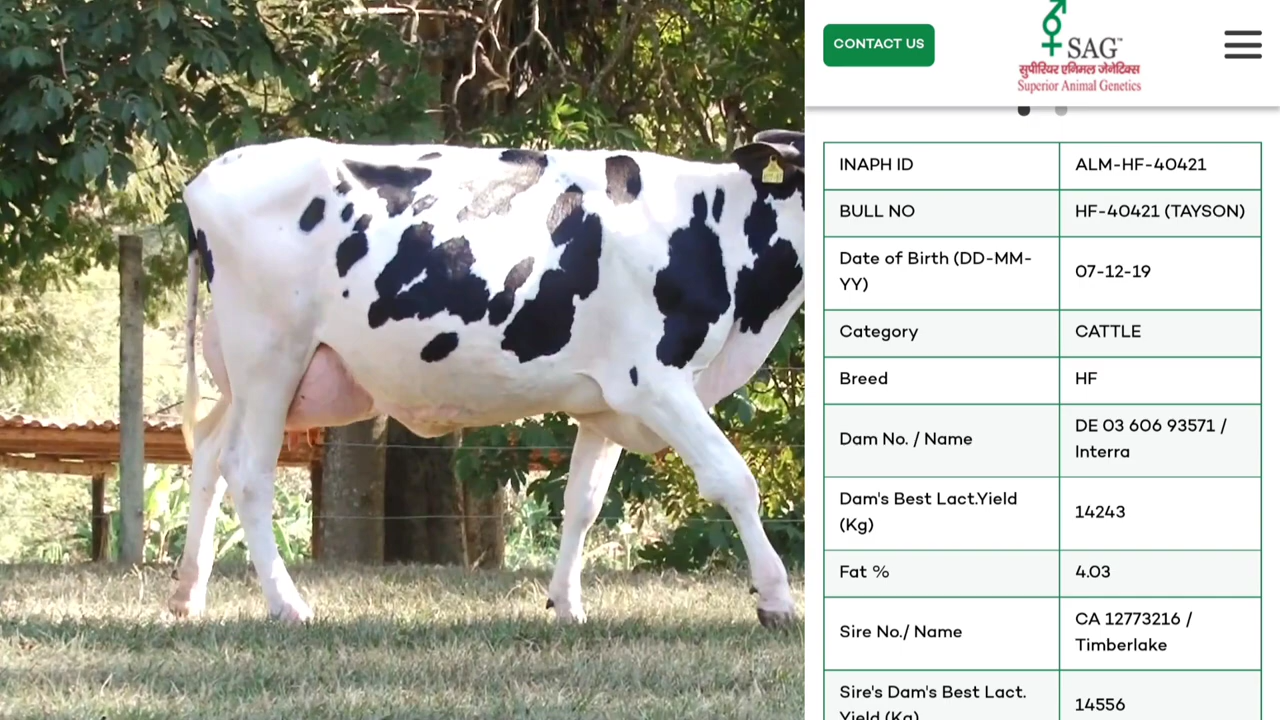 CONTACT US
SAG™
सुपीरियर एनिमल जेनेटिक्स
Superior Animal Genetics
INAPH ID
ALM-HF-40421
BULL NO
HF-40421 (TAYSON)
Date of Birth (DD-MM-
YY)
07-12-19
Category
CATTLE
Breed
HF
Dam No. / Name
DE 03 606 93571 /
Interra
Dam's Best Lact.Yield
(Kg)
14243
Fat %
4.03
Sire No./ Name
CA 12773216 /
Timberlake
Sire's Dam's Best Lact.
Yield (Kg)
14556